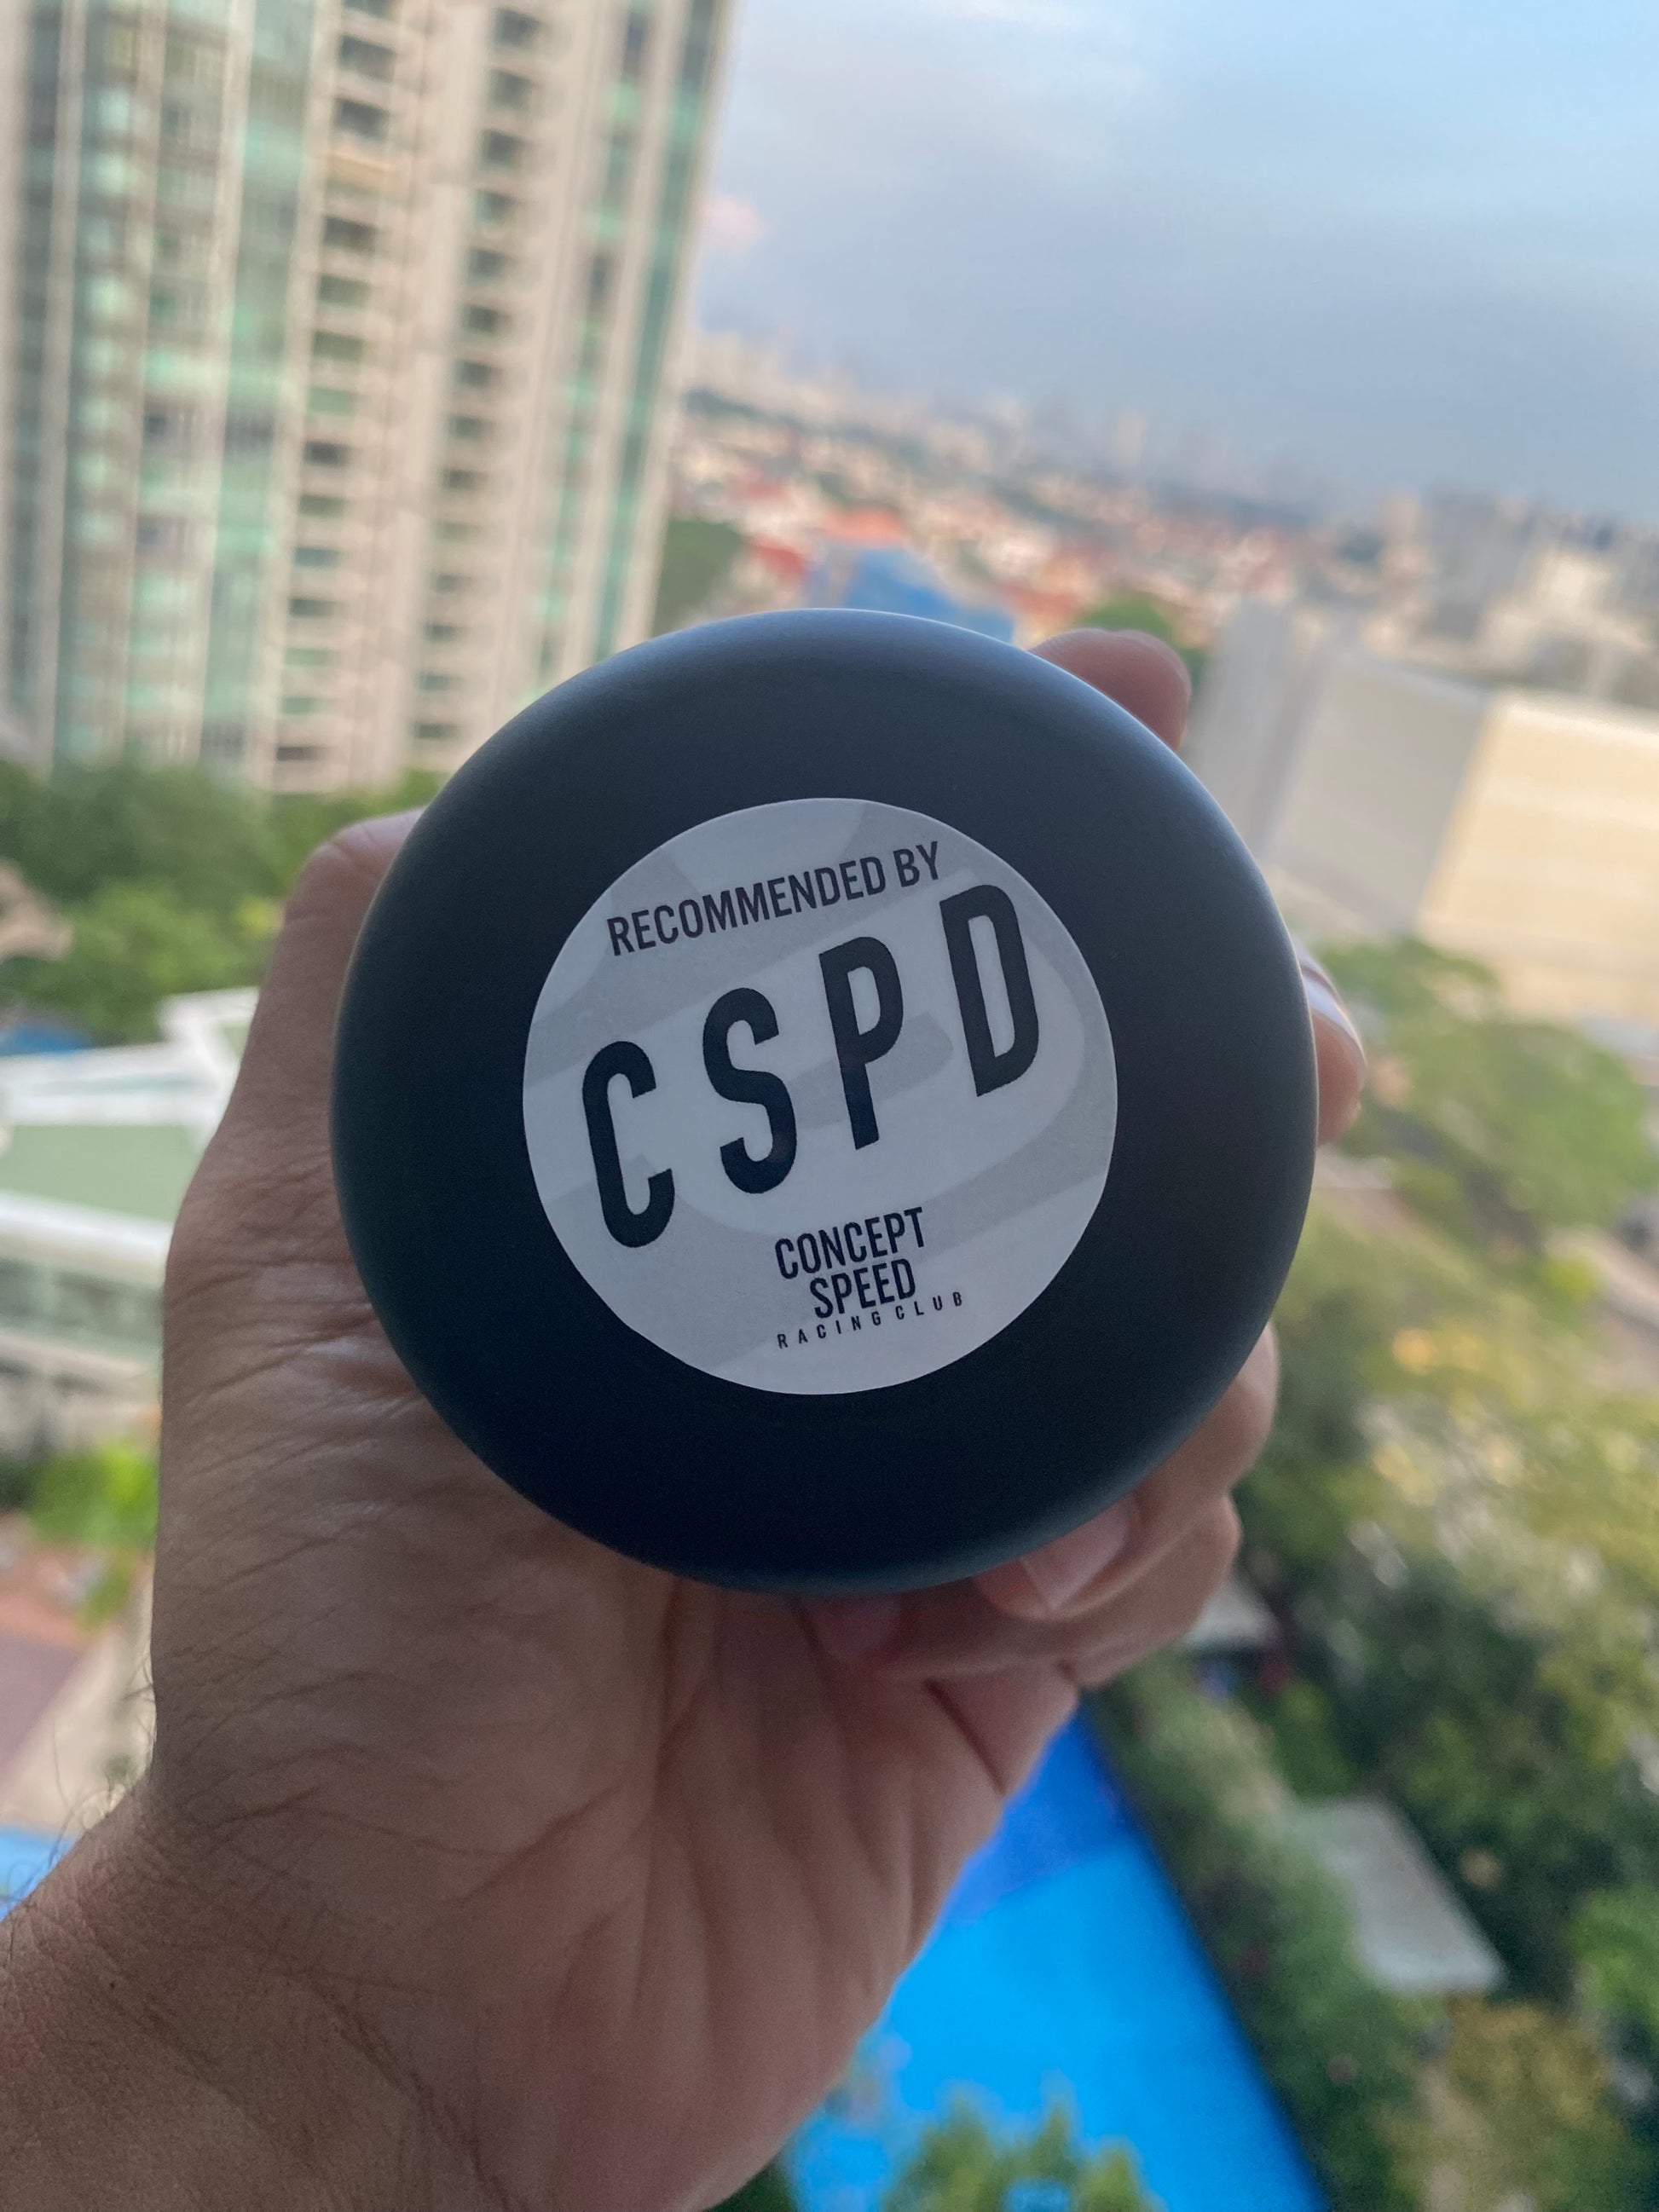 RECOMMENDED BY
CSPD
CONCEPT
SPEED
RACING CLUB